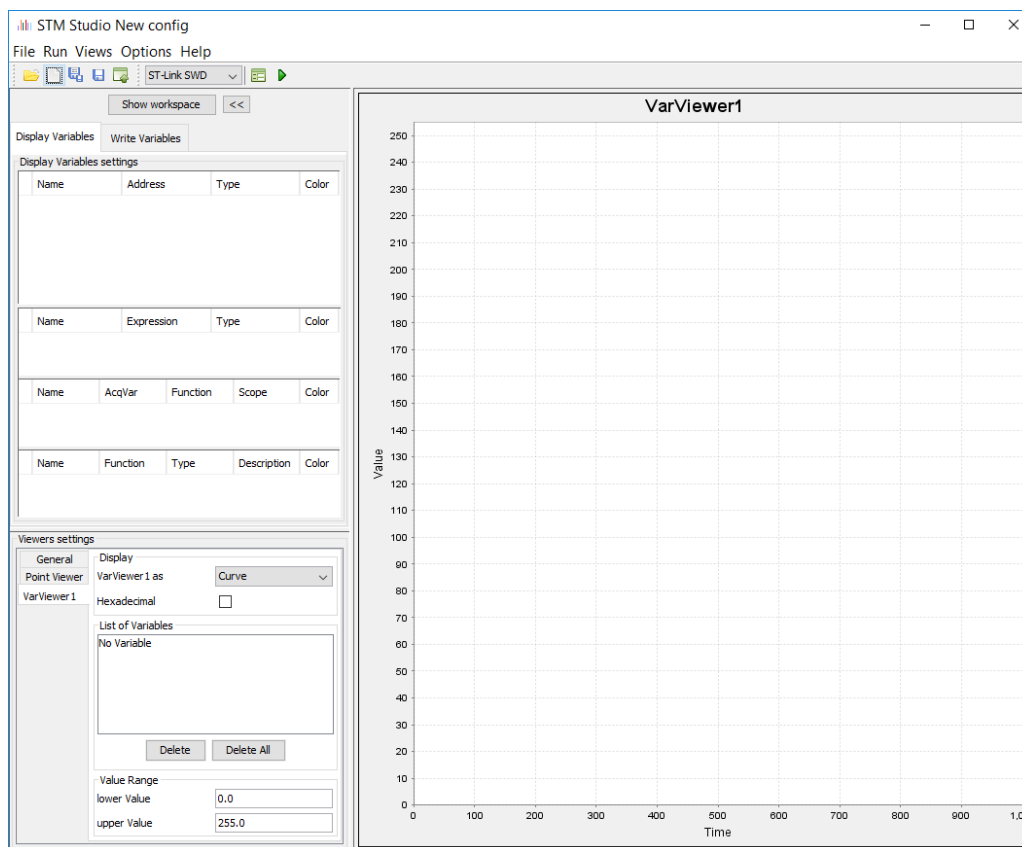 STM Studio New config
File Run Views Options Help
ST-Link SWD
Show workspace <<
Display Variables Write Variables
Display Variables settings
Name Address Type Color
Name Expression Type Color
Name AcqVar Function Scope Color
Name Function Type Description Color
Viewers settings
General
Point Viewer
VarViewer1
Display
VarViewer1 as Curve
Hexadecimal
List of Variables
No Variable
Delete Delete All
Value Range
lower Value 0.0
upper Value 255.0
VarViewer1
250
240
230
220
210
200
190
180
170
160
150
140
130
120
110
100
90
80
70
60
50
40
30
20
10
0
Value
0 100 200 300 400 500 600 700 800 900 1,0
Time